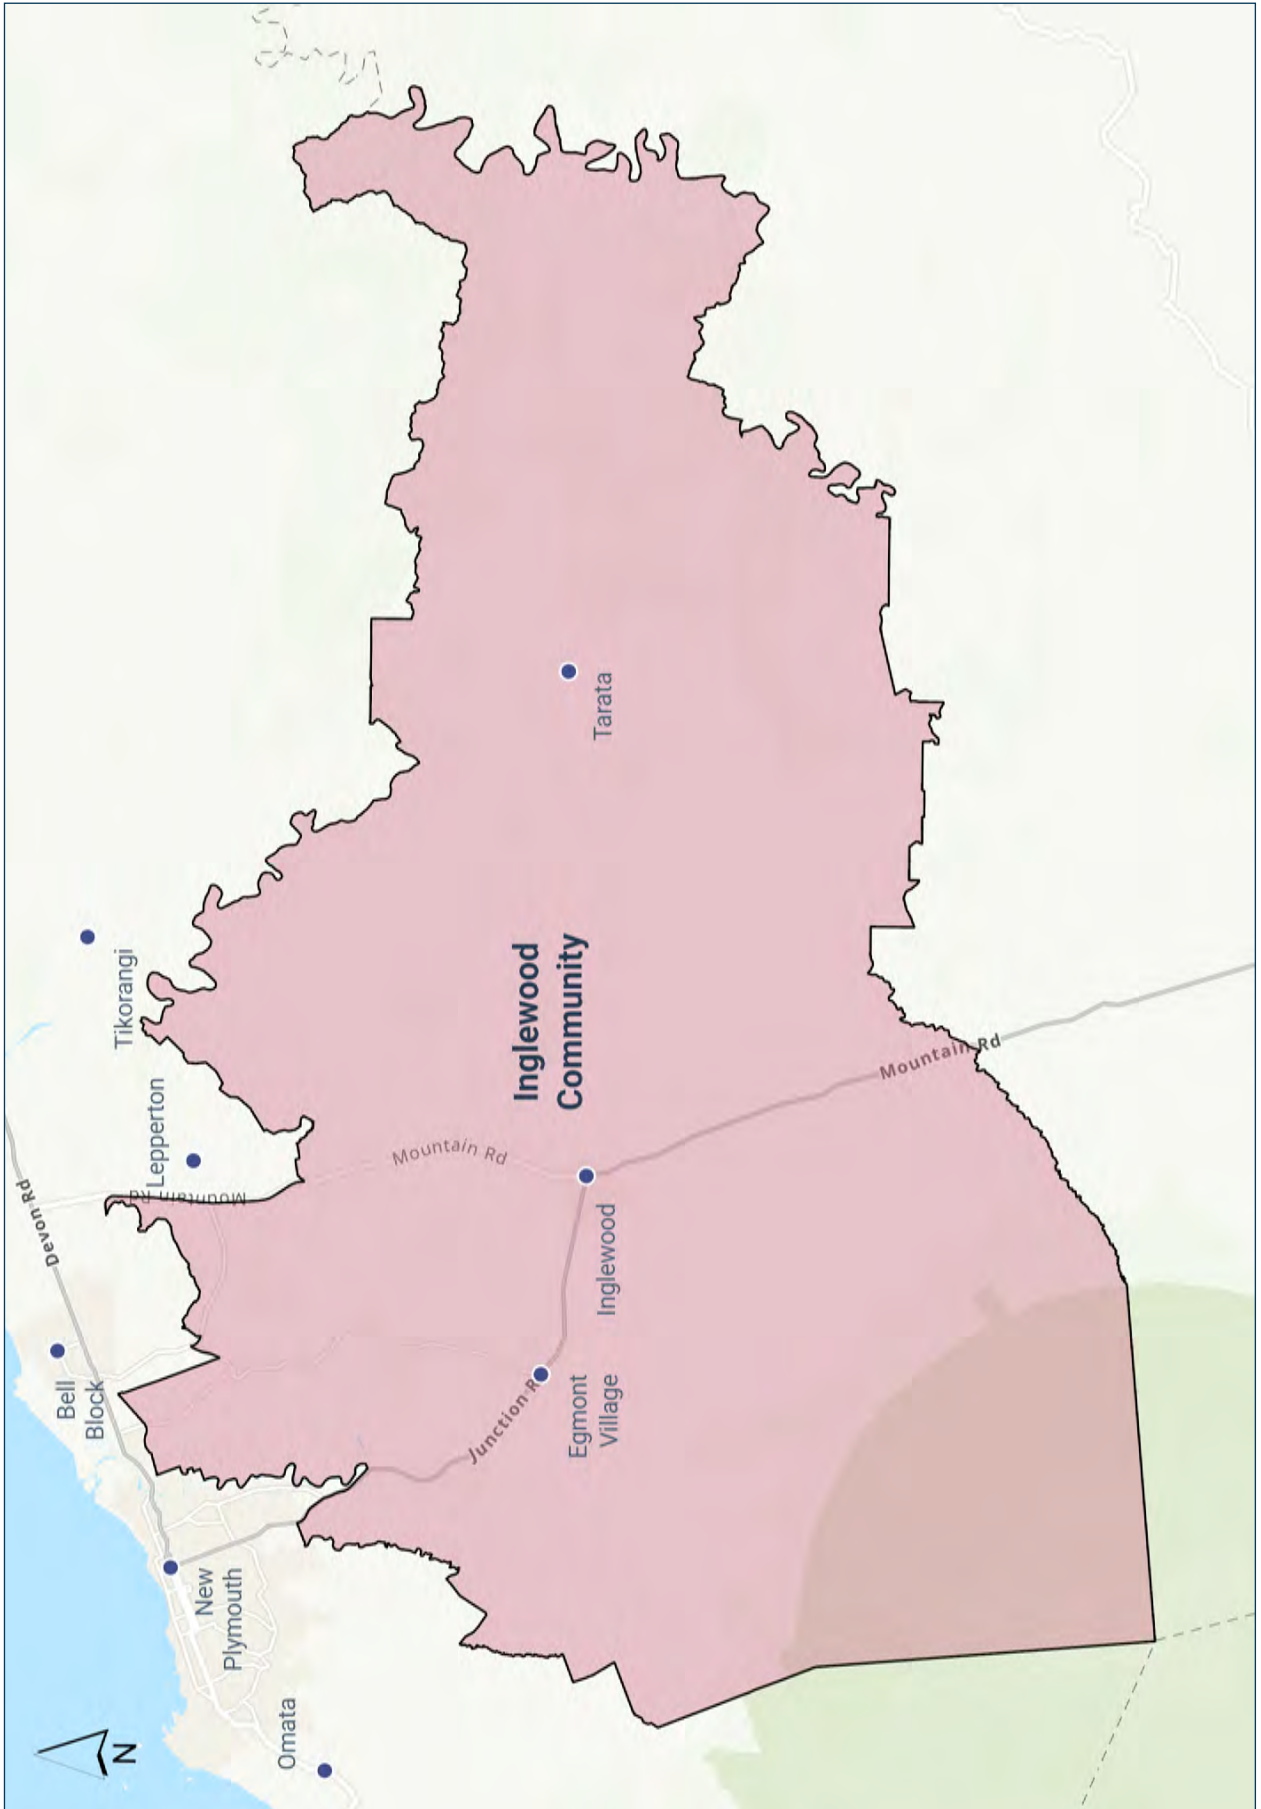 Tikorangi
Lepperton
Mountain Rd
Devon Rd
Bell
Block
New
Plymouth
Omata
N
Inglewood
Community
Tarata
Mountain Rd
Mountain Rd
Inglewood
Egmont
Village
Junction R